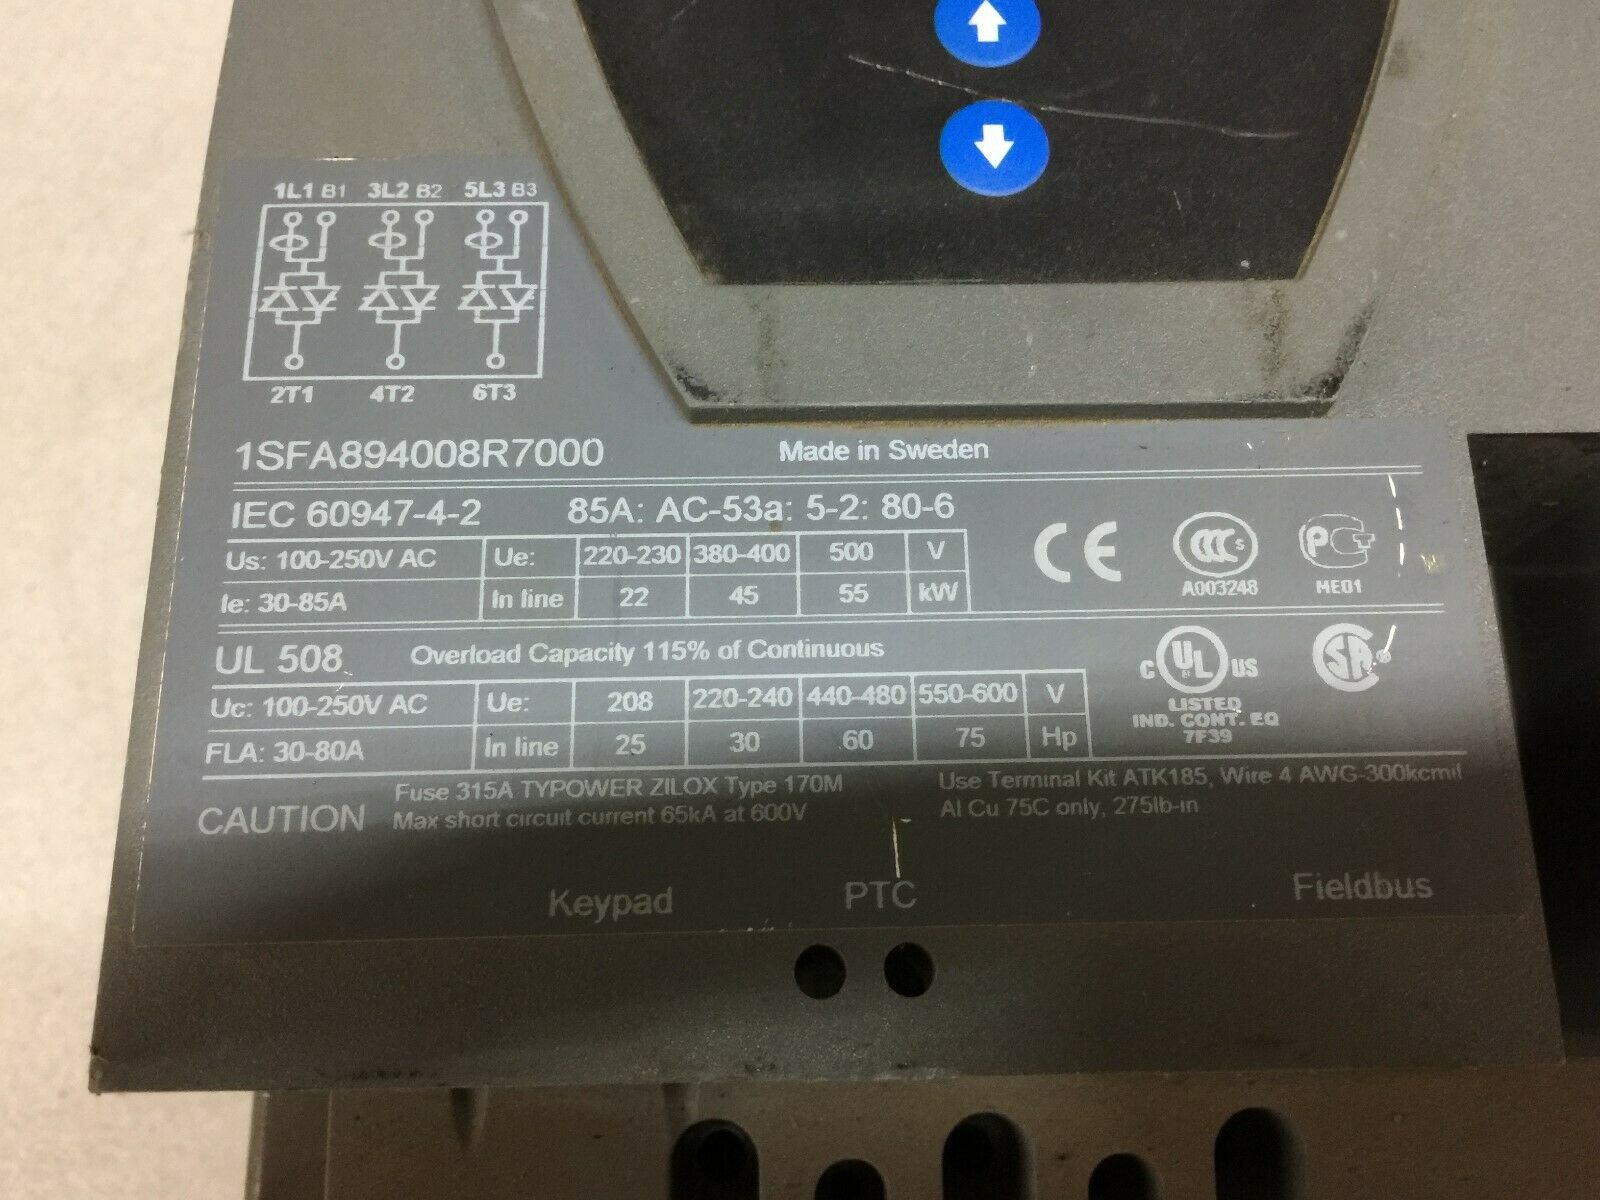 1L1 B1 3L2 B2 5L3 B3
2T1 4T2 6T3
1SFA894008R7000 Made in Sweden
IEC 60947-4-2 85A: AC-53a: 5-2: 80-6
Us: 100-250V AC Ue: 220-230 380-400 500 V
Ie: 30-85A In line 22 45 55 kW
CE CCC S A003248 PCT ME01
UL 508 Overload Capacity 115% of Continuous
Uc: 100-250V AC Ue: 208 220-240 440-480 550-600 V
FLA: 30-80A In line 25 30 60 75 Hp
C UL US ®
LISTED
IND. CONT. EQ
7F39
SA ®
CAUTION Fuse 315A TYPOWER ZILOX Type 170M
Max short circuit current 65kA at 600V
Use Terminal Kit ATK185, Wire 4 AWG-300kcmil
Al Cu 75C only, 275lb-in
Keypad PTC Fieldbus